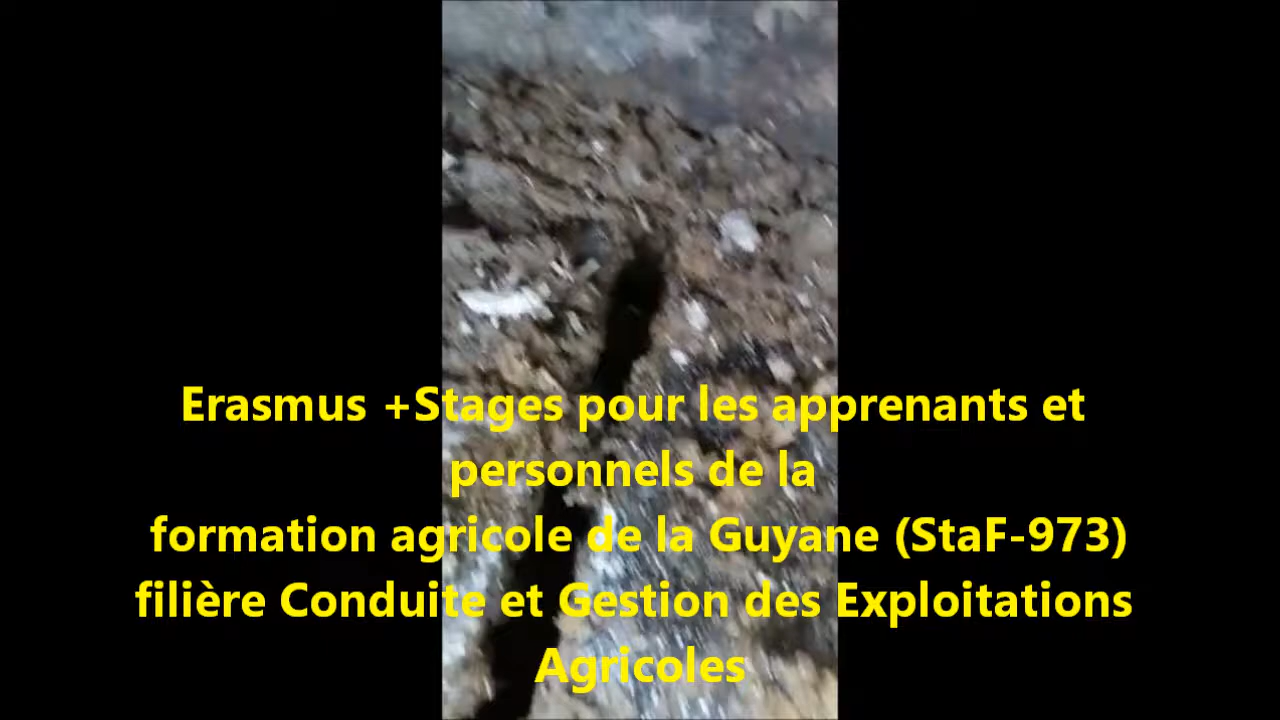 Erasmus +Stages pour les apprenants et
personnels de la
formation agricole de la Guyane (StaF-973)
filière Conduite et Gestion des Exploitations
Agricoles